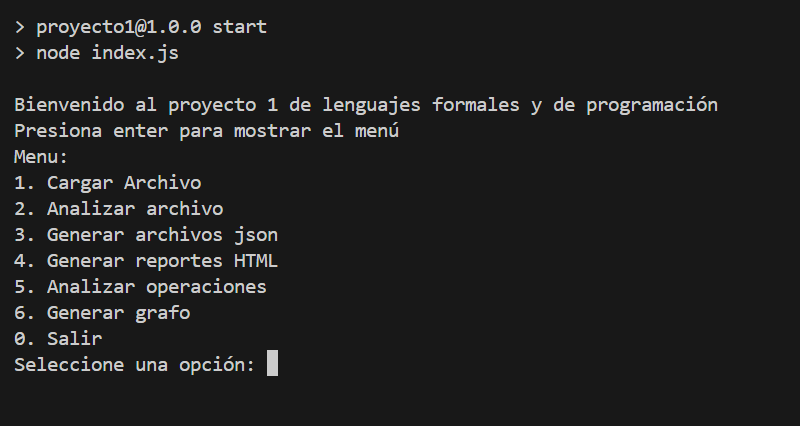 > proyecto1@1.0.0 start
> node index.js
Bienvenido al proyecto 1 de lenguajes formales y de programación
Presiona enter para mostrar el menú
Menu:
1. Cargar Archivo
2. Analizar archivo
3. Generar archivos json
4. Generar reportes HTML
5. Analizar operaciones
6. Generar grafo
0. Salir
Seleccione una opción: